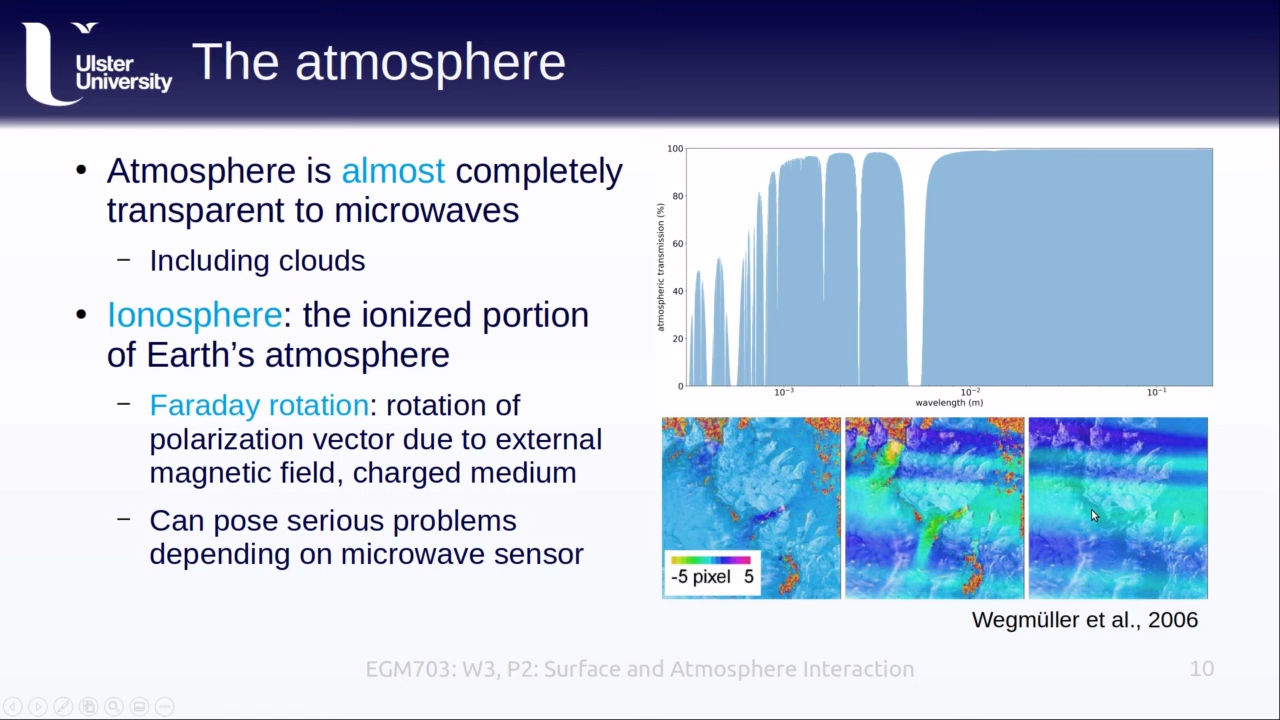 Ulster
University
The atmosphere
• Atmosphere is almost completely
transparent to microwaves
– Including clouds
• Ionosphere: the ionized portion
of Earth's atmosphere
– Faraday rotation: rotation of
polarization vector due to external
magnetic field, charged medium
– Can pose serious problems
depending on microwave sensor
atmospheric transmission (%)
100
80
60
40
20
0
10⁻³ 10⁻² 10⁻¹
wavelength (m)
-5 pixel 5
Wegmüller et al., 2006
EGM703: W3, P2: Surface and Atmosphere Interaction
10